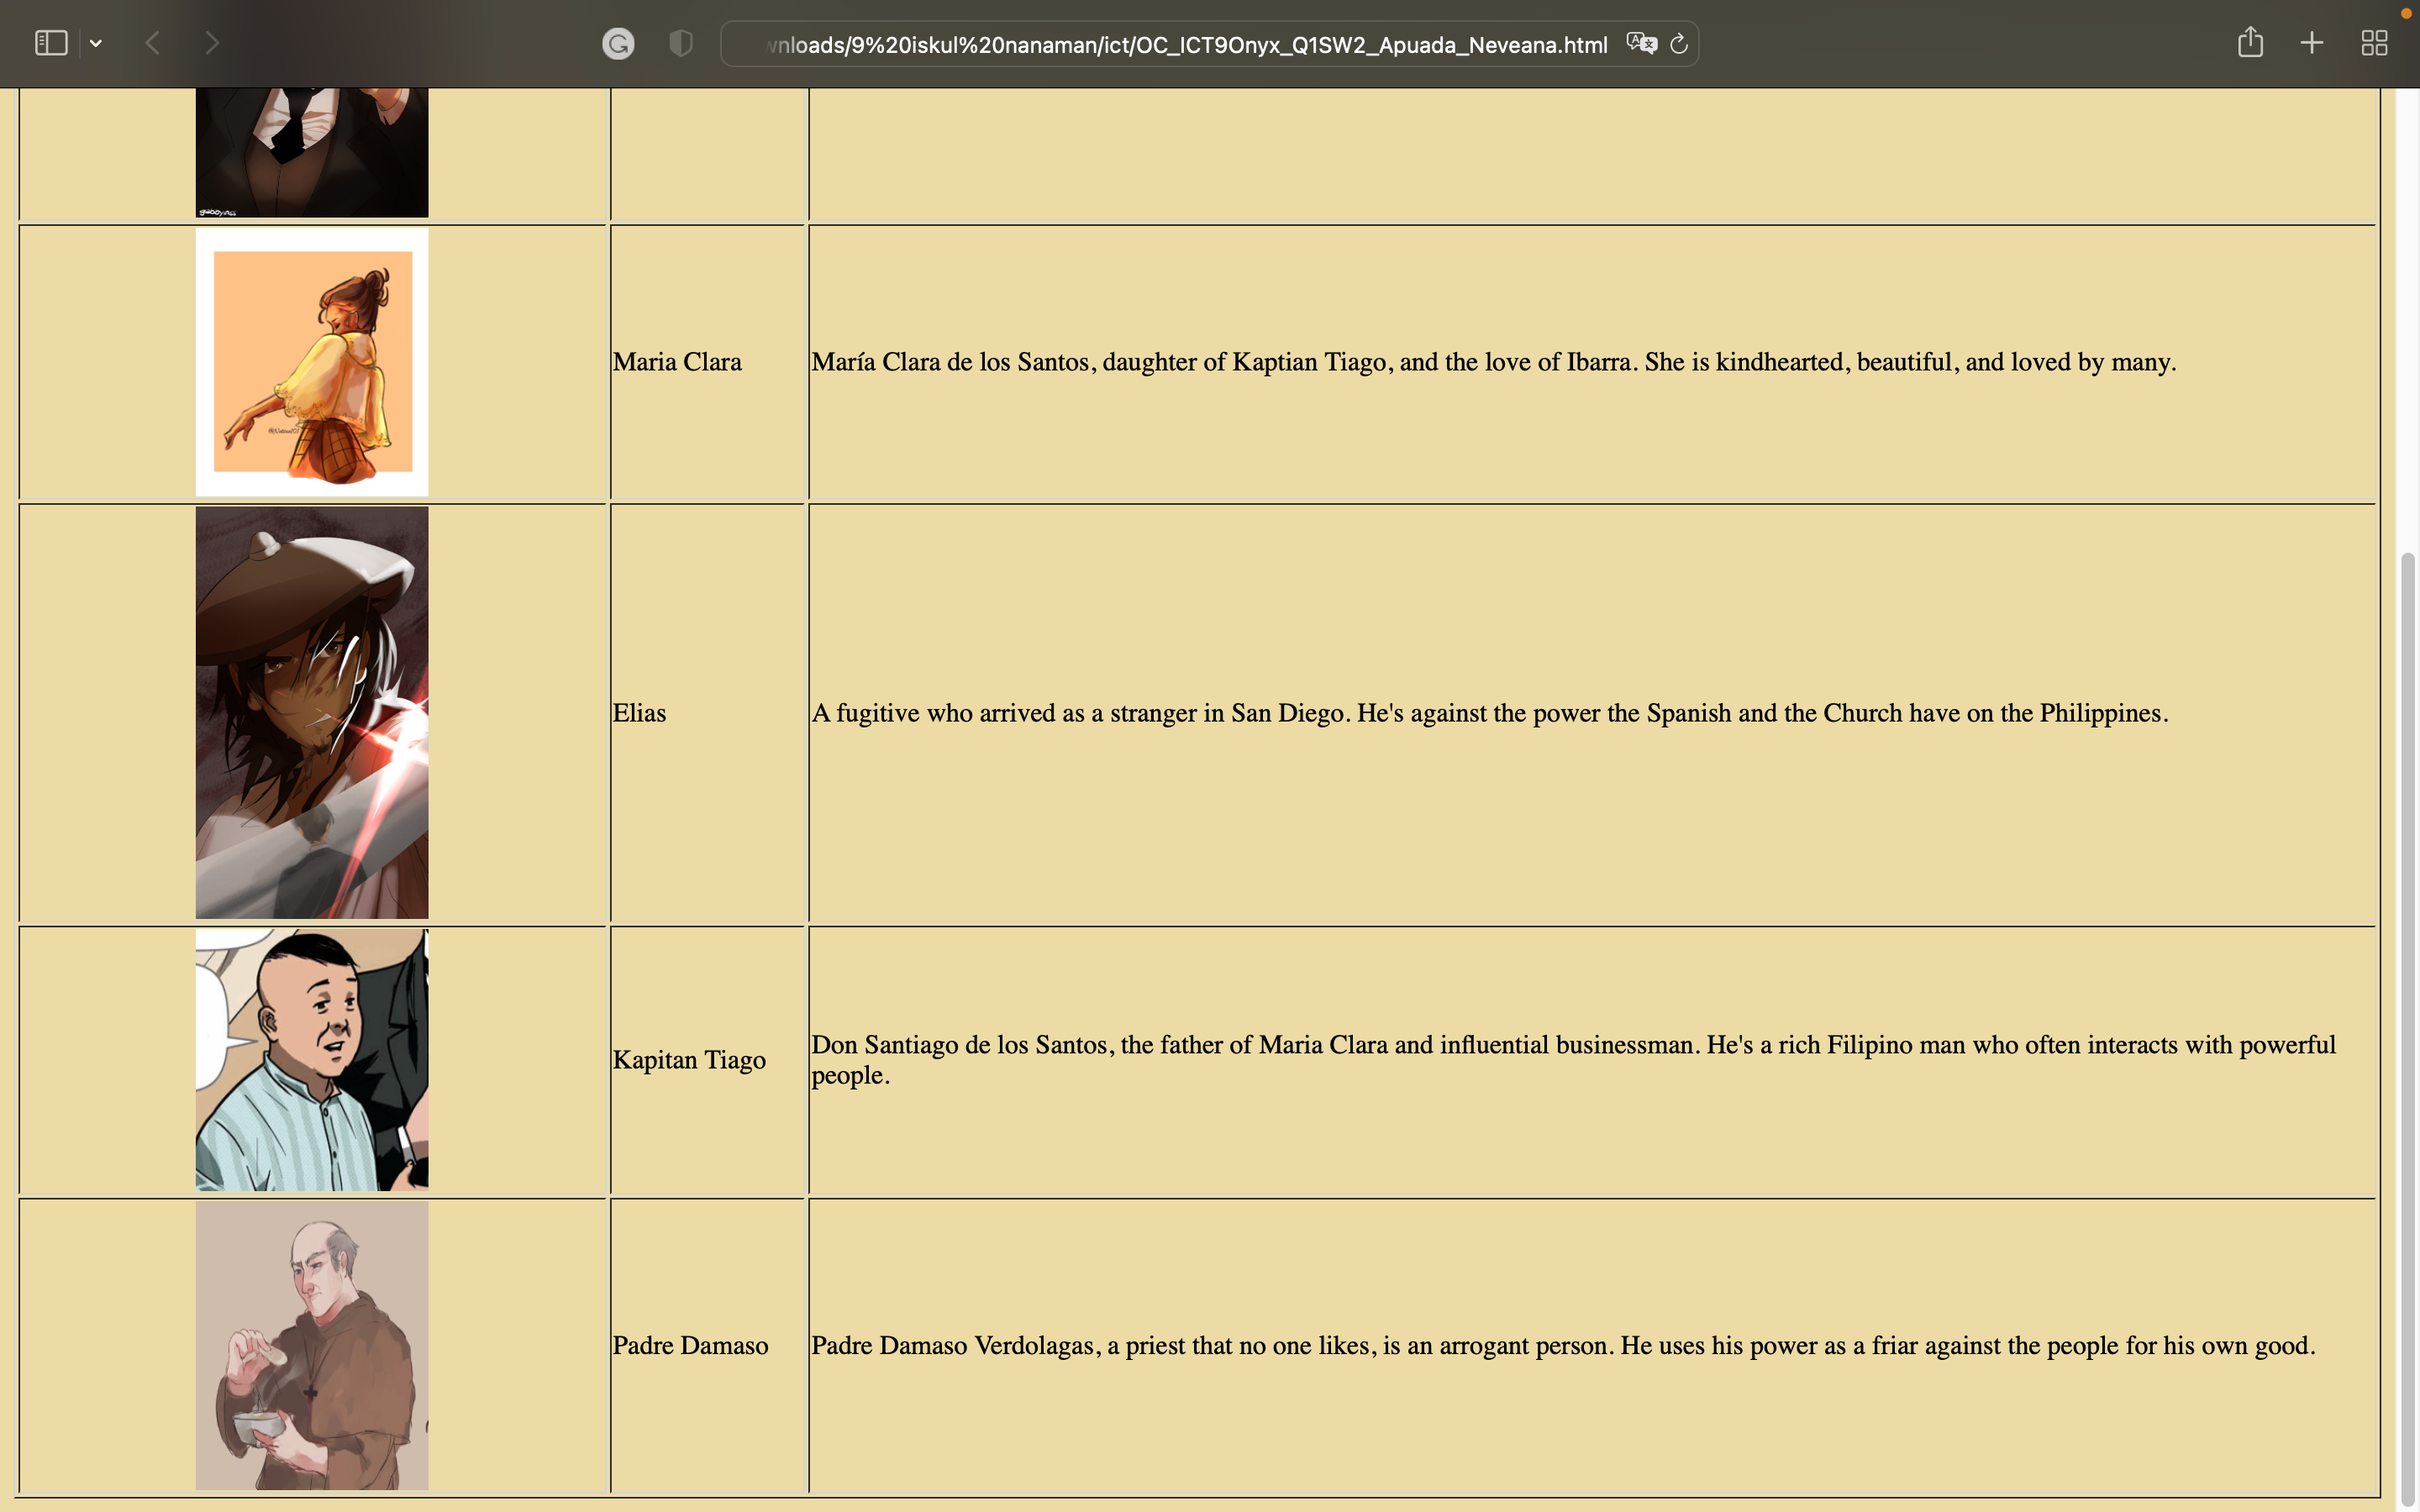 wnloads/9%20iskul%20nanaman/ict/OC_ICT9Onyx_Q1SW2_Apuada_Neveana.html
Maria Clara
María Clara de los Santos, daughter of Kaptian Tiago, and the love of Ibarra. She is kindhearted, beautiful, and loved by many.
Elias
A fugitive who arrived as a stranger in San Diego. He's against the power the Spanish and the Church have on the Philippines.
Kapitan Tiago
Don Santiago de los Santos, the father of Maria Clara and influential businessman. He's a rich Filipino man who often interacts with powerful
people.
Padre Damaso
Padre Damaso Verdolagas, a priest that no one likes, is an arrogant person. He uses his power as a friar against the people for his own good.